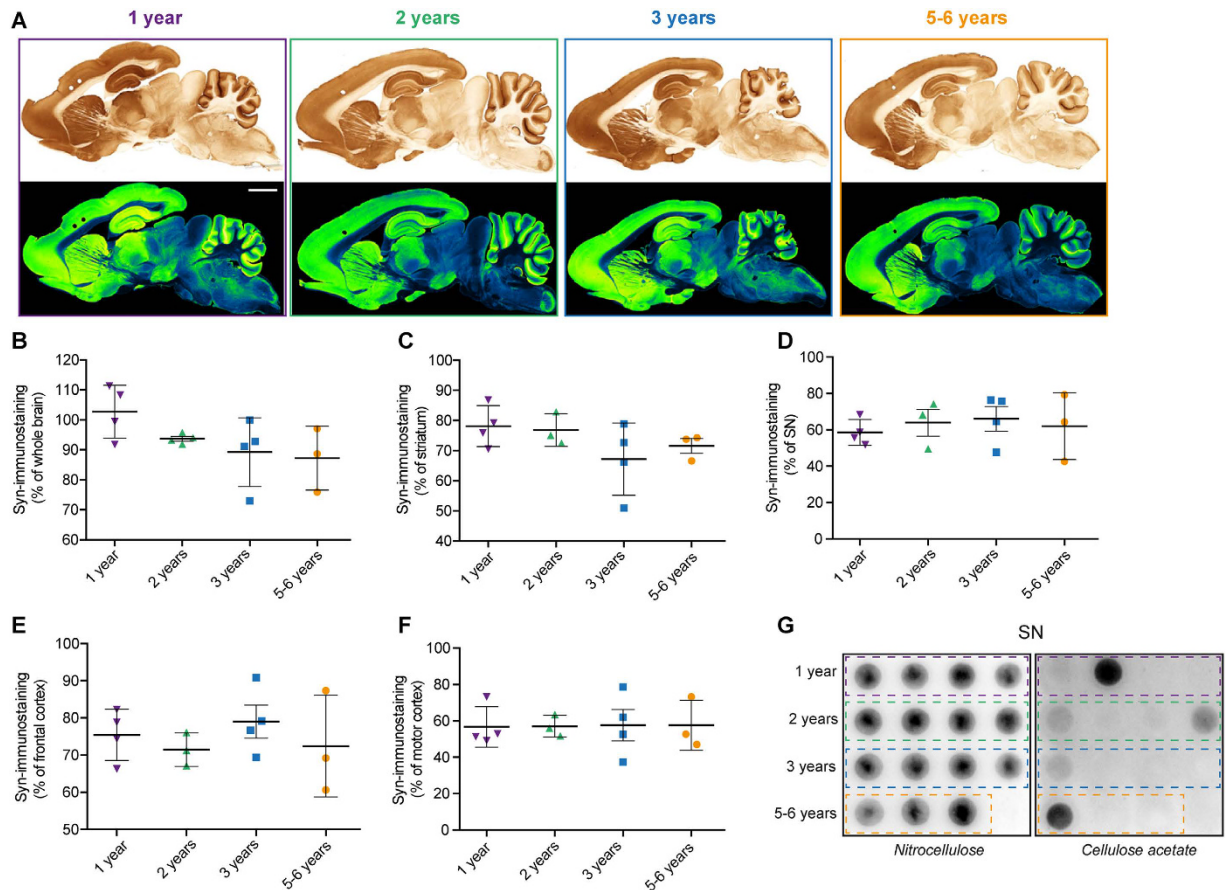 A
1 year
2 years
3 years
5-6 years
B
Syn-immunostaining
(% of whole brain)
120
110
100
90
80
70
60
1 year
2 years
3 years
5-6 years
C
Syn-immunostaining
(% of striatum)
100
90
80
70
60
50
40
1 year
2 years
3 years
5-6 years
D
Syn-immunostaining
(% of SN)
100
80
60
40
20
0
1 year
2 years
3 years
5-6 years
E
Syn-immunostaining
(% of frontal cortex)
100
90
80
70
60
50
1 year
2 years
3 years
5-6 years
F
Syn-immunostaining
(% of motor cortex)
100
80
60
40
20
0
1 year
2 years
3 years
5-6 years
G
SN
1 year
2 years
3 years
5-6 years
Nitrocellulose
Cellulose acetate